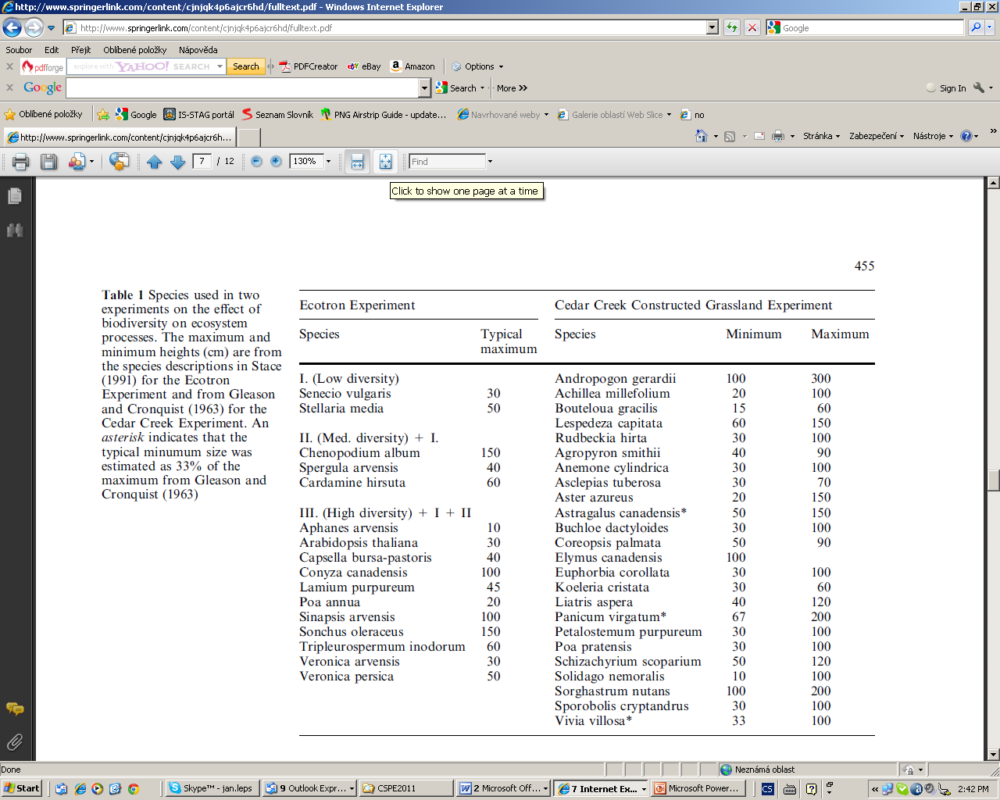 http://www.springerlink.com/content/cjnjqk4p6ajcr6hd/fulltext.pdf - Windows Internet Explorer
http://www.springerlink.com/content/cjnjqk4p6ajcr6hd/fulltext.pdf
Google
Soubor Edit Přejít Oblíbené položky Nápověda
pdfforge explore with YAHOO! SEARCH Search PDFCreator eBay Amazon Options
Google Search More >> Sign In
Oblíbené položky Google IS-STAG portál Seznam Slovník PNG Airstrip Guide - update... Navrhované weby Galerie oblastí Web Slice no
http://www.springerlink.com/content/cjnjqk4p6ajcr6h... Stránka Zabezpečení Nástroje
7 / 12 130% Find
Click to show one page at a time
455
Table 1 Species used in two
experiments on the effect of
biodiversity on ecosystem
processes. The maximum and
minimum heights (cm) are from
the species descriptions in Stace
(1991) for the Ecotron
Experiment and from Gleason
and Cronquist (1963) for the
Cedar Creek Experiment. An
asterisk indicates that the
typical minumum size was
estimated as 33% of the
maximum from Gleason and
Cronquist (1963)
Ecotron Experiment Cedar Creek Constructed Grassland Experiment
Species Typical Species Minimum Maximum
maximum
I. (Low diversity) Andropogon gerardii 100 300
Senecio vulgaris 30 Achillea millefolium 20 100
Stellaria media 50 Bouteloua gracilis 15 60
Lespedeza capitata 60 150
II. (Med. diversity) + I. Rudbeckia hirta 30 100
Chenopodium album 150 Agropyron smithii 40 90
Spergula arvensis 40 Anemone cylindrica 30 100
Cardamine hirsuta 60 Asclepias tuberosa 30 70
Aster azureus 20 150
III. (High diversity) + I + II Astragalus canadensis* 50 150
Aphanes arvensis 10 Buchloe dactyloides 30 100
Arabidopsis thaliana 30 Coreopsis palmata 50 90
Capsella bursa-pastoris 40 Elymus canadensis 100
Conyza canadensis 100 Euphorbia corollata 30 100
Lamium purpureum 45 Koeleria cristata 30 60
Poa annua 20 Liatris aspera 40 120
Sinapsis arvensis 100 Panicum virgatum* 67 200
Sonchus oleraceus 150 Petalostemum purpureum 30 100
Tripleurospermum inodorum 60 Poa pratensis 30 100
Veronica arvensis 30 Schizachyrium scoparium 50 120
Veronica persica 50 Solidago nemoralis 10 100
Sorghastrum nutans 100 200
Sporobolis cryptandrus 30 100
Vivia villosa* 33 100
Done Neznámá oblast
Start Skype™ - jan.leps 9 Outlook Expr... CSPE2011 2 Microsoft Off... 7 Internet Ex... Microsoft Power... CS 2:42 PM